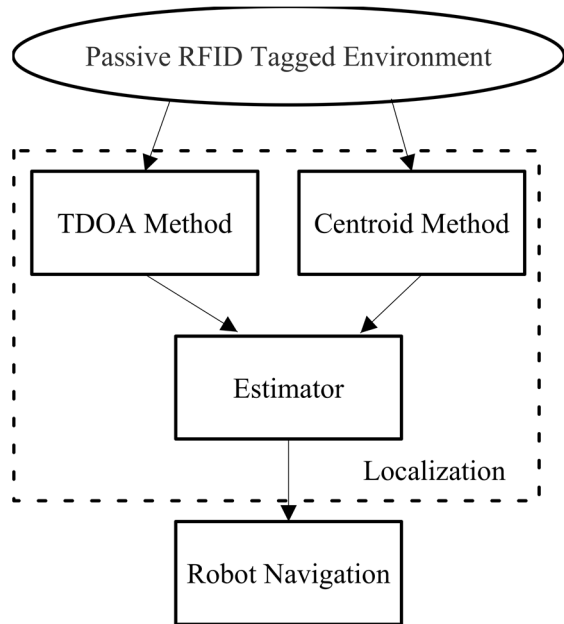 Passive RFID Tagged Environment
TDOA Method
Centroid Method
Estimator
Localization
Robot Navigation